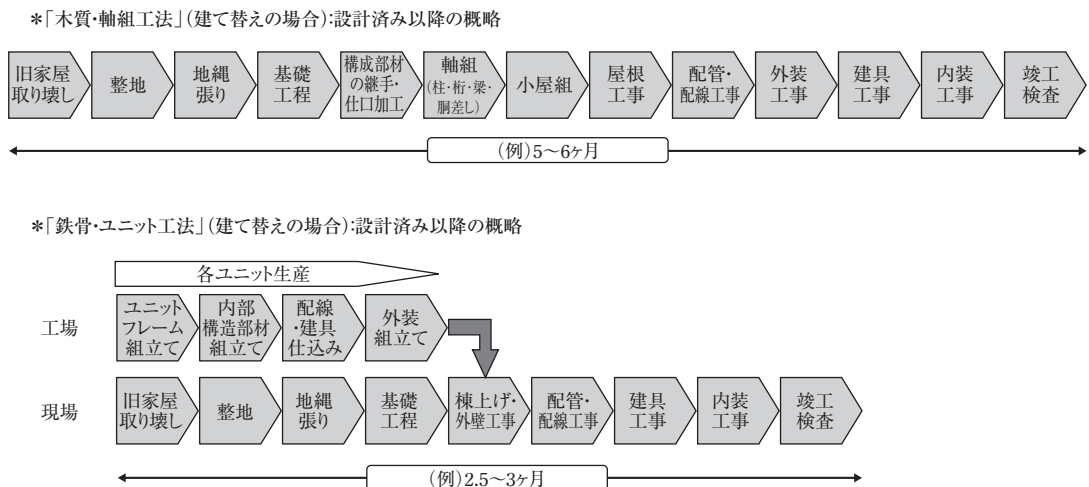 ＊「木質・軸組工法」(建て替えの場合):設計済み以降の概略
旧家屋
取り壊し
整地
地縄
張り
基礎
工程
構成部材
の継手・
仕口加工
軸組
(柱・桁・梁・
胴差し)
小屋組
屋根
工事
配管・
配線工事
外装
工事
建具
工事
内装
工事
竣工
検査
(例)5〜6ヶ月
＊「鉄骨・ユニット工法」(建て替えの場合):設計済み以降の概略
各ユニット生産
工場
ユニット
フレーム
組立て
内部
構造部材
組立て
配線
・建具
仕込み
外装
組立て
現場
旧家屋
取り壊し
整地
地縄
張り
基礎
工程
棟上げ・
外壁工事
配管・
配線工事
建具
工事
内装
工事
竣工
検査
(例)2.5〜3ヶ月